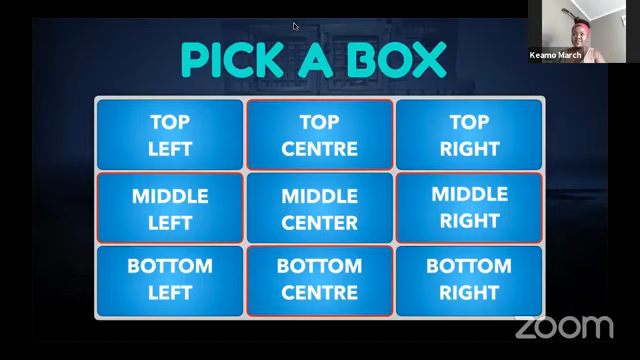 PICK A BOX
Keamo March
TOP
LEFT
TOP
CENTRE
TOP
RIGHT
MIDDLE
LEFT
MIDDLE
CENTER
MIDDLE
RIGHT
BOTTOM
LEFT
BOTTOM
CENTRE
BOTTOM
RIGHT
zoom